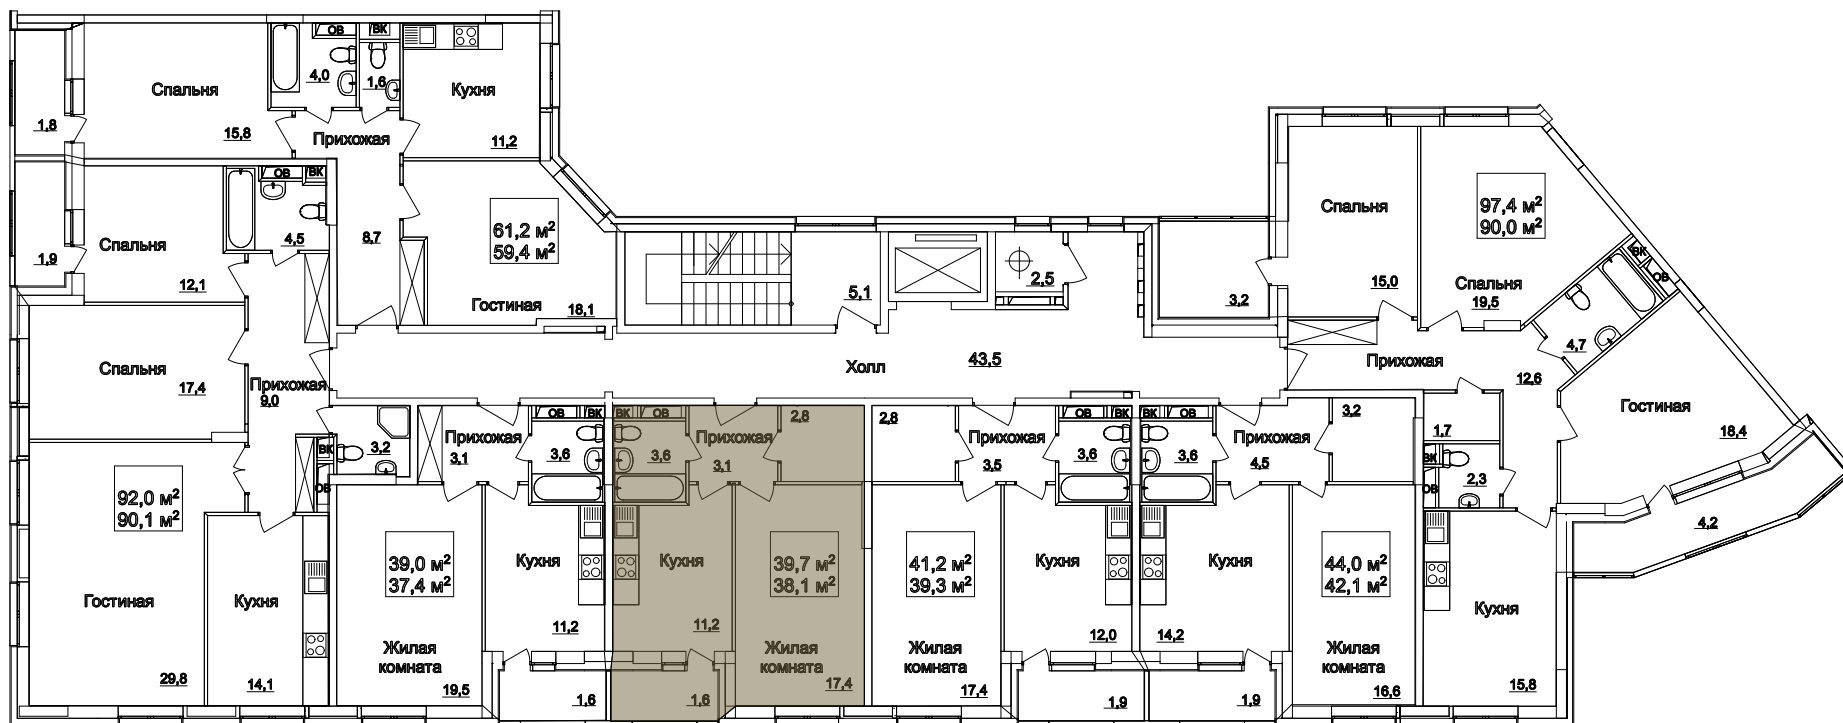 ОВ
ВК
4,0
1,6
Спальня
15,8
1,8
Кухня
11,2
Прихожая
8,7
61,2 м²
59,4 м²
Гостиная
18,1
ОВ
ВК
4,5
Спальня
12,1
1,9
Спальня
17,4
Прихожая
9,0
92,0 м²
90,1 м²
Гостиная
29,8
3,2
ВК
ОВ
Кухня
14,1
5,1
2,5
Холл
43,5
3,2
Спальня
15,0
97,4 м²
90,0 м²
Спальня
19,5
ВК
ОВ
4,7
Прихожая
12,6
Гостиная
18,4
1,7
ВК
ОВ
2,3
4,2
Кухня
15,8
Прихожая
3,1
ОВ
ВК
3,6
39,0 м²
37,4 м²
Жилая
комната
19,5
Кухня
11,2
1,6
ВК
ОВ
3,6
Прихожая
3,1
2,8
Кухня
11,2
39,7 м²
38,1 м²
Жилая
комната
17,4
1,6
2,8
Прихожая
3,5
ОВ
ВК
3,6
41,2 м²
39,3 м²
Жилая
комната
17,4
Кухня
12,0
1,9
ВК
ОВ
3,6
Прихожая
4,5
3,2
Кухня
14,2
44,0 м²
42,1 м²
Жилая
комната
16,6
1,9